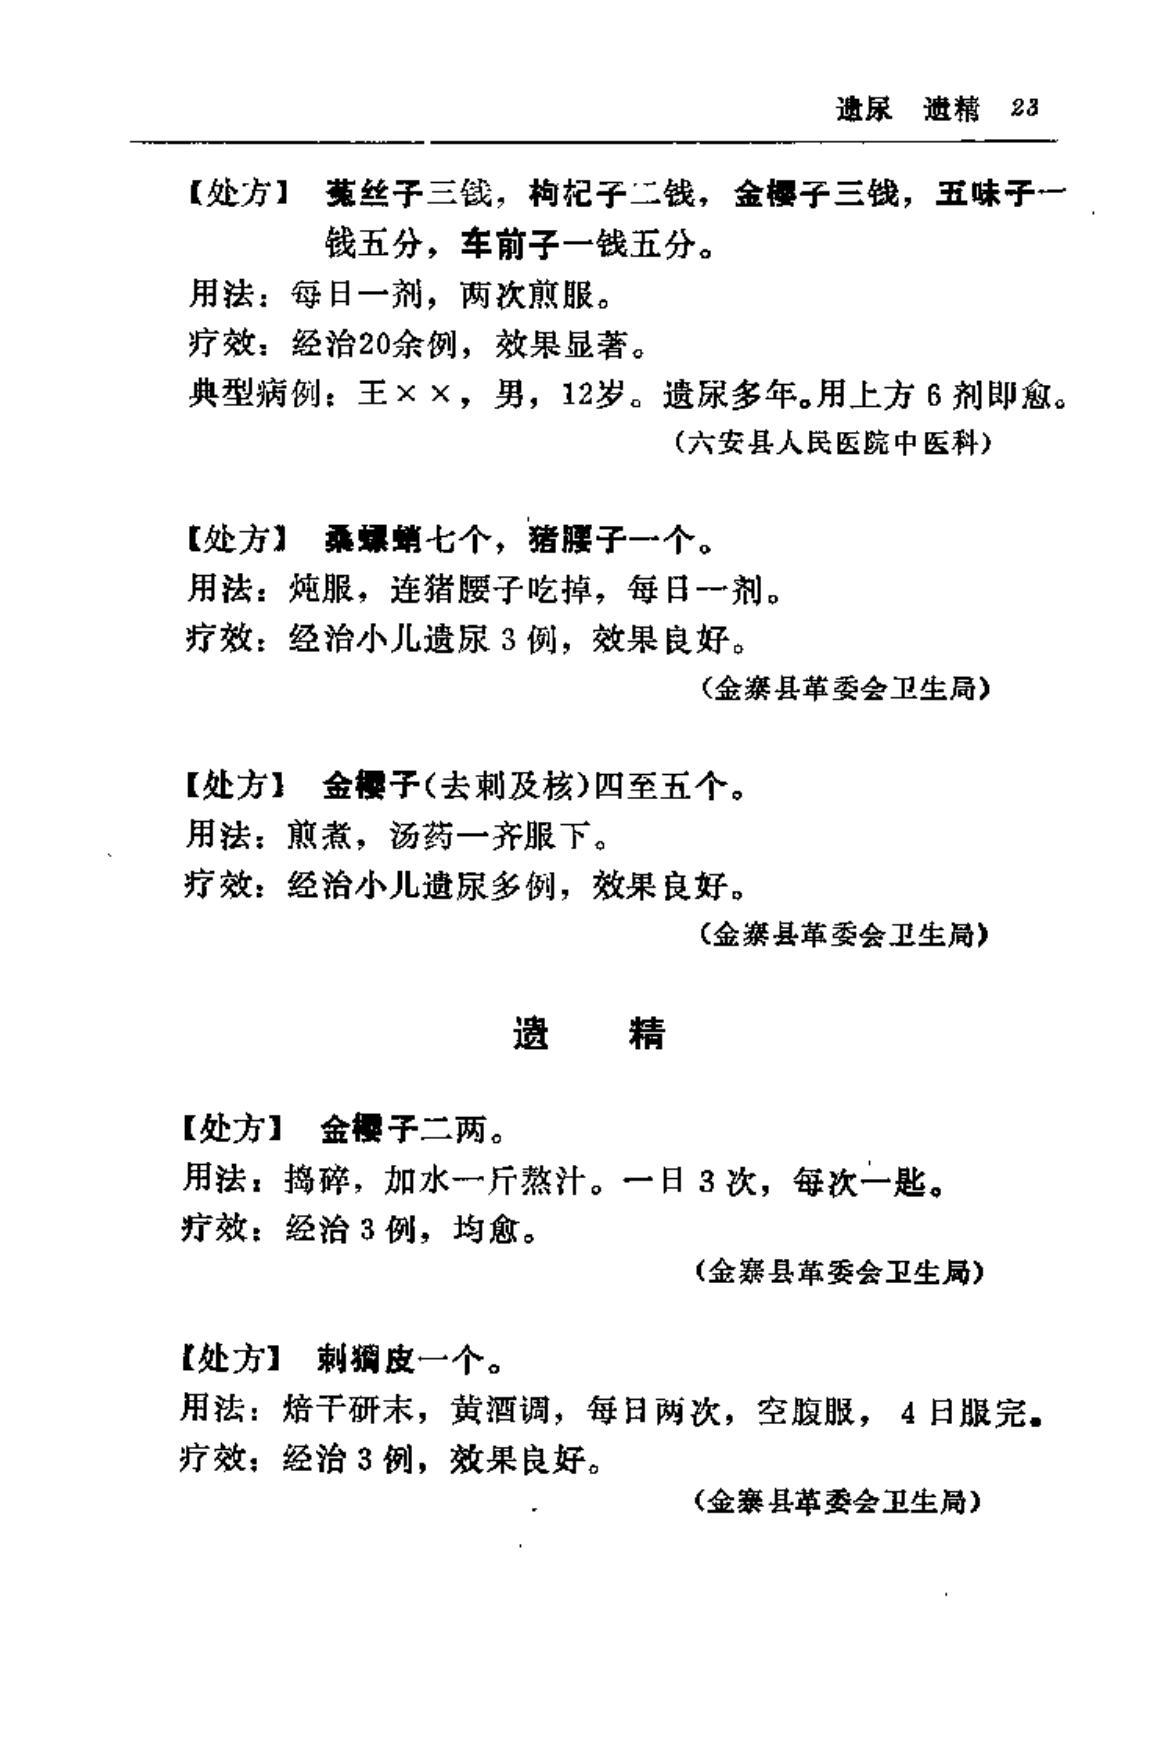 遗尿　遗精　23
【处方】　菟丝子三钱，枸杞子二钱，金樱子三钱，五味子一
钱五分，车前子一钱五分。
用法：每日一剂，两次煎服。
疗效：经治20余例，效果显著。
典型病例：王××，男，12岁。遗尿多年。用上方6剂即愈。
（六安县人民医院中医科）
【处方】　桑螵蛸七个，猪腰子一个。
用法：炖服，连猪腰子吃掉，每日一剂。
疗效：经治小儿遗尿3例，效果良好。
（金寨县革委会卫生局）
【处方】　金樱子(去刺及核)四至五个。
用法：煎煮，汤药一齐服下。
疗效：经治小儿遗尿多例，效果良好。
（金寨县革委会卫生局）
遗　　精
【处方】　金樱子二两。
用法：捣碎，加水一斤熬汁。一日3次，每次一匙。
疗效：经治3例，均愈。
（金寨县革委会卫生局）
【处方】　刺猬皮一个。
用法：焙干研末，黄酒调，每日两次，空腹服，4日服完。
疗效：经治3例，效果良好。
（金寨县革委会卫生局）